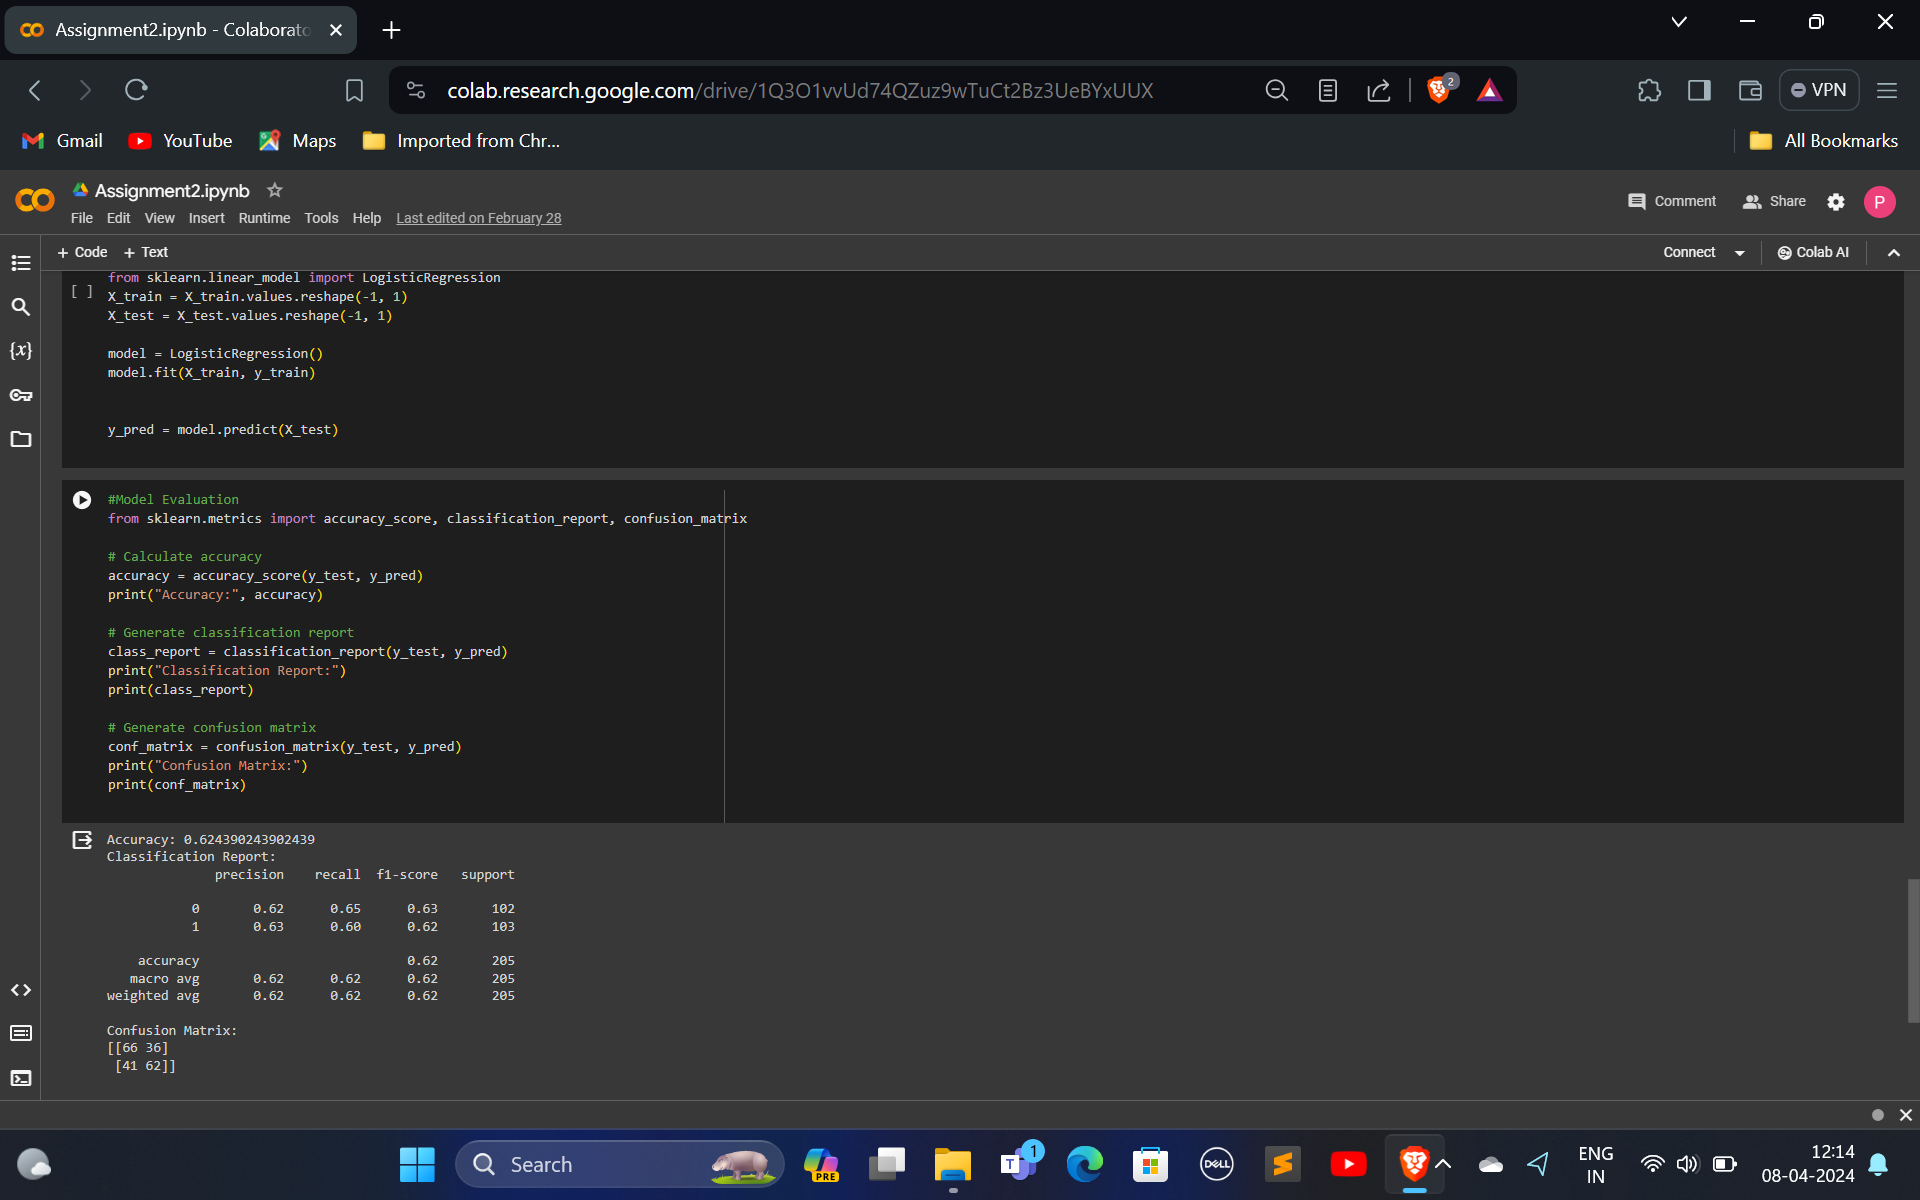 Assignment2.ipynb - Colaborato
colab.research.google.com/drive/1Q3O1vvUd74QZuz9wTuCt2Bz3UeBYxUUX
2
VPN
Gmail
YouTube
Maps
Imported from Chr...
All Bookmarks
Assignment2.ipynb
File Edit View Insert Runtime Tools Help Last edited on February 28
Comment
Share
P
+ Code + Text
Connect
Colab AI
from sklearn.linear_model import LogisticRegression
[ ] X_train = X_train.values.reshape(-1, 1)
X_test = X_test.values.reshape(-1, 1)
model = LogisticRegression()
model.fit(X_train, y_train)
y_pred = model.predict(X_test)
#Model Evaluation
from sklearn.metrics import accuracy_score, classification_report, confusion_matrix
# Calculate accuracy
accuracy = accuracy_score(y_test, y_pred)
print("Accuracy:", accuracy)
# Generate classification report
class_report = classification_report(y_test, y_pred)
print("Classification Report:")
print(class_report)
# Generate confusion matrix
conf_matrix = confusion_matrix(y_test, y_pred)
print("Confusion Matrix:")
print(conf_matrix)
Accuracy: 0.624390243902439
Classification Report:
precision recall f1-score support
0 0.62 0.65 0.63 102
1 0.63 0.60 0.62 103
accuracy 0.62 205
macro avg 0.62 0.62 0.62 205
weighted avg 0.62 0.62 0.62 205
Confusion Matrix:
[[66 36]
[41 62]]
{x}
Search
PRE
T
1
DELL
S
ENG
IN
12:14
08-04-2024